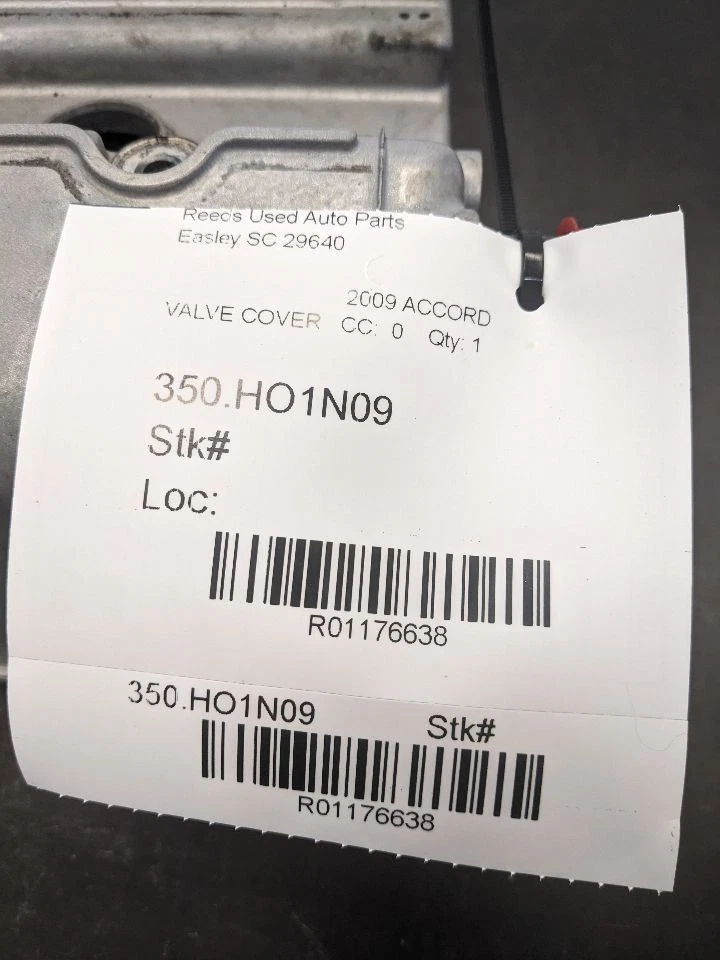 Reeds Used Auto Parts
Easley SC 29640
2009 ACCORD
VALVE COVER CC: 0 Qty: 1
350.HO1N09
Stk#
Loc:
R01176638
350.HO1N09 Stk#
R01176638